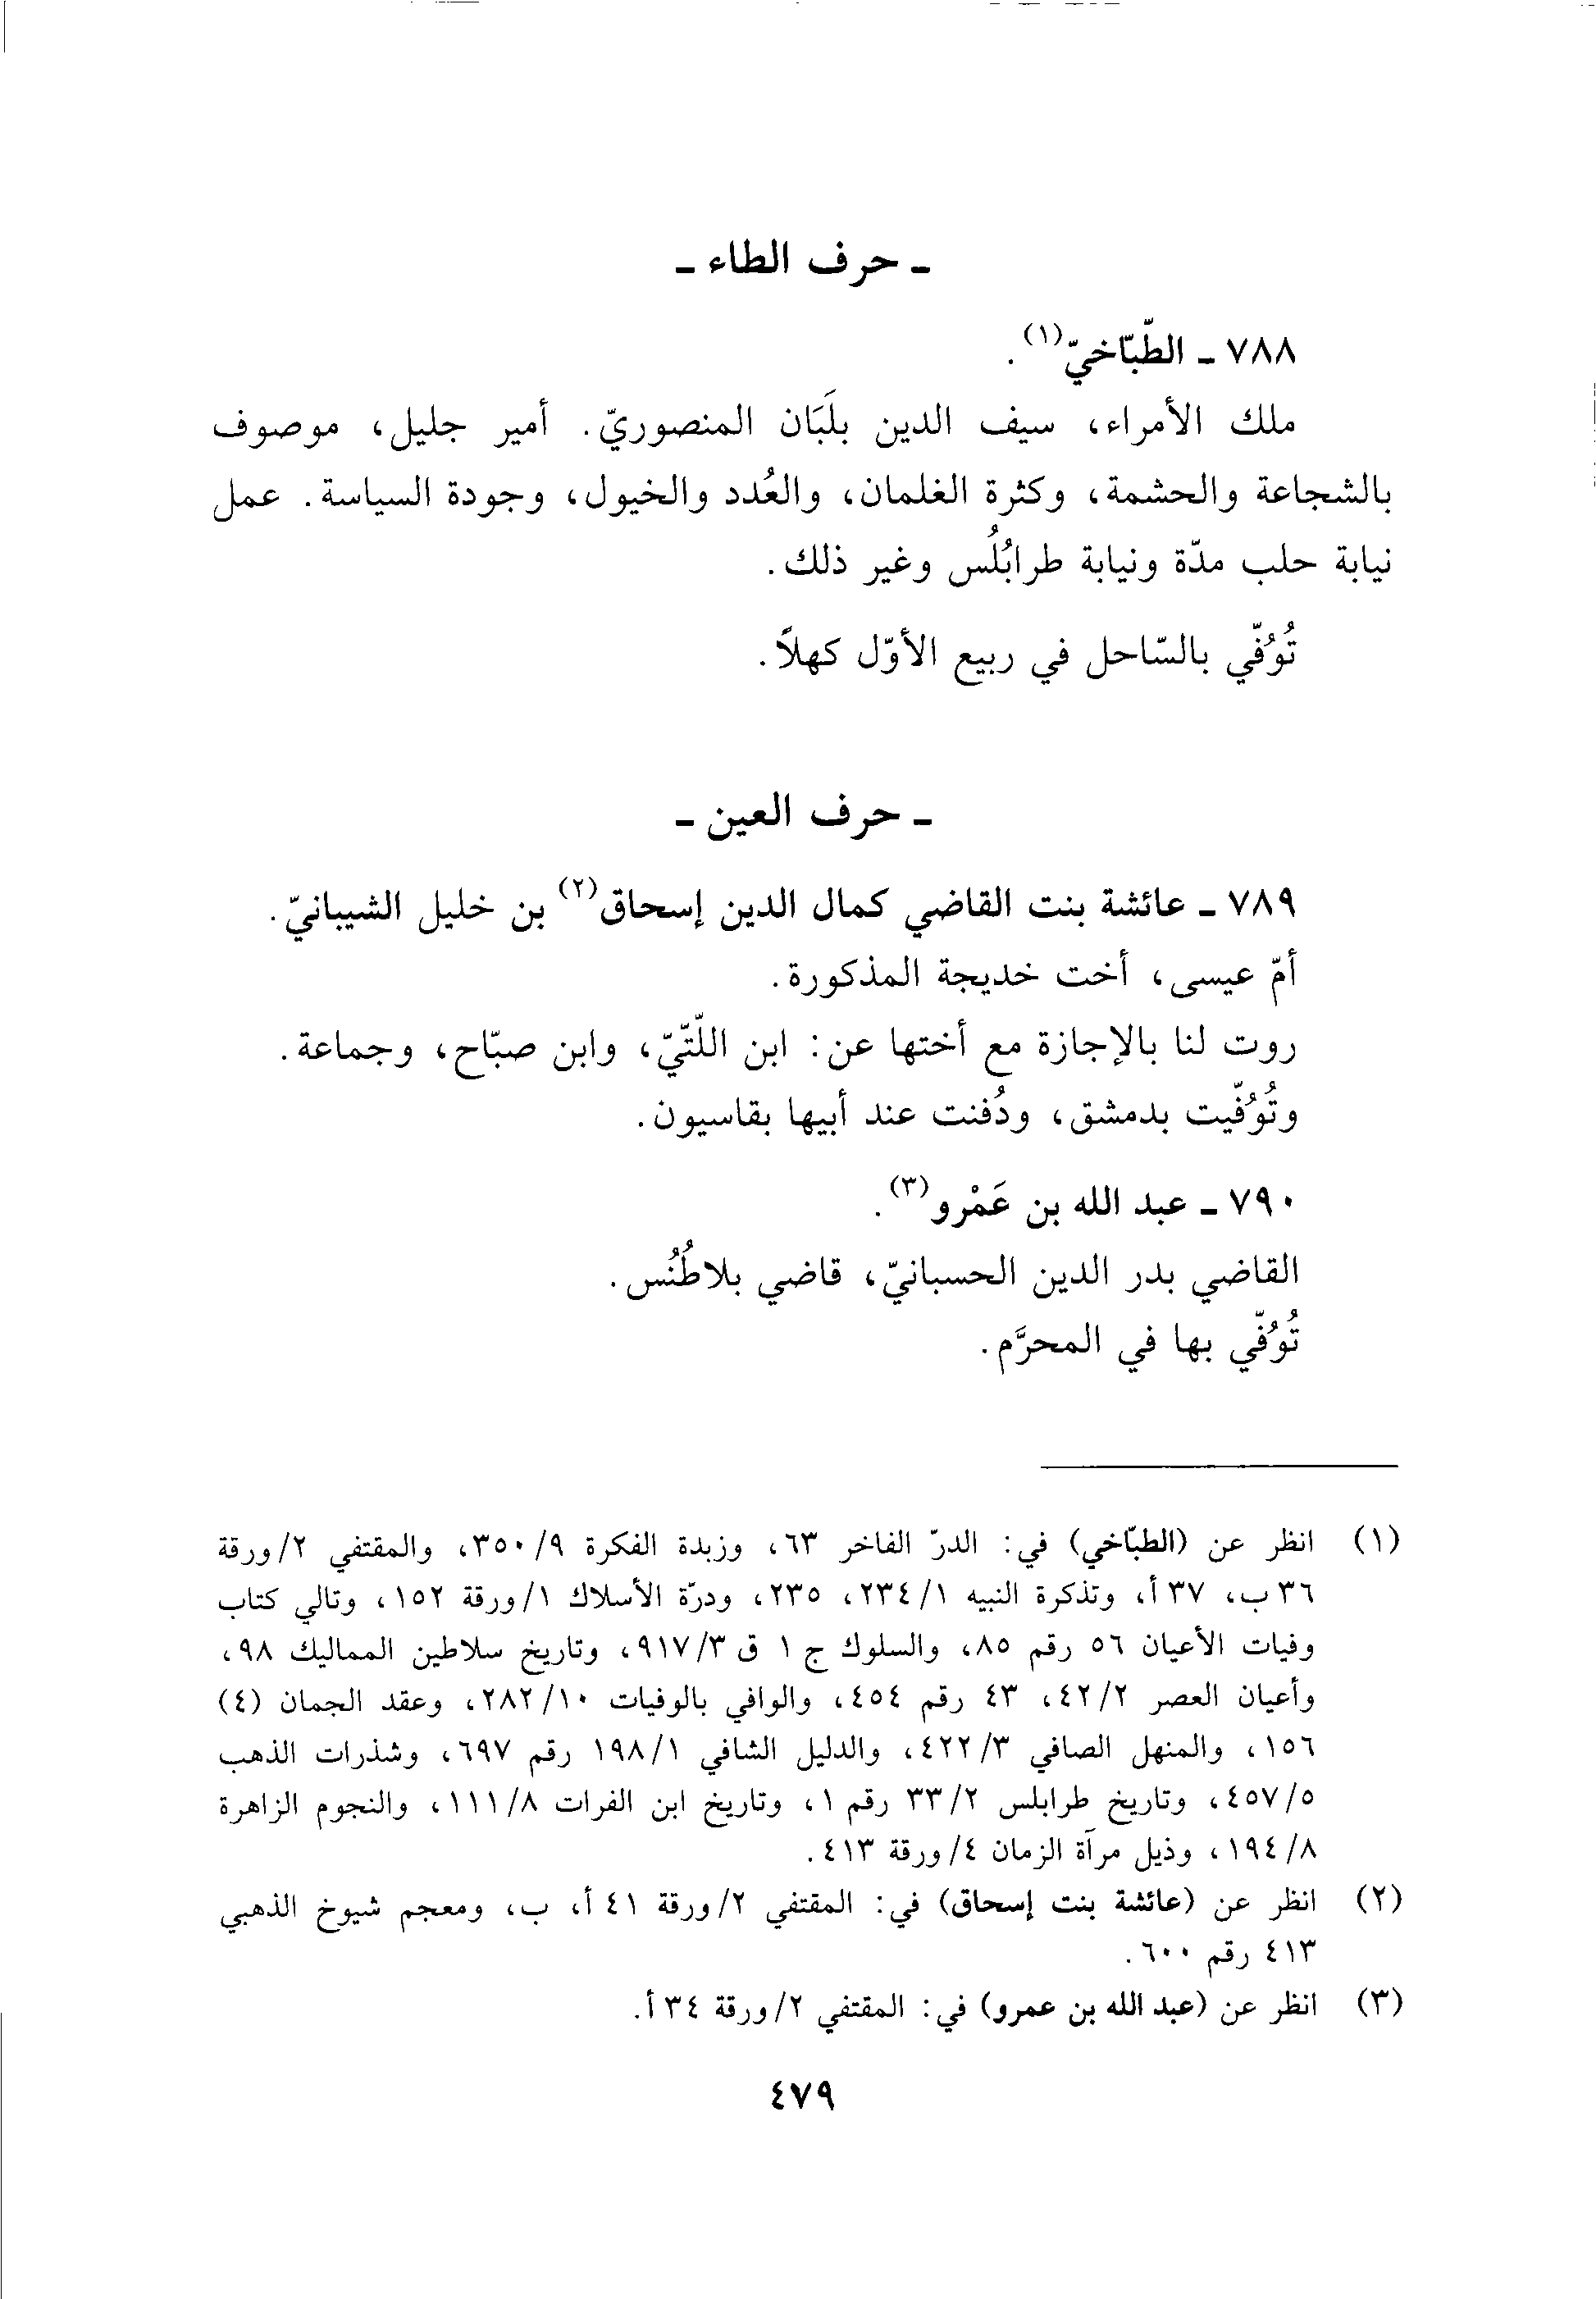 ـ حرف الطاء ـ
٧٨٨ ـ الطّبّاخيّ(١).
ملك الأمراء، سيف الدين بلَبَان المنصوريّ. أمير جليل، موصوف
بالشجاعة والحشمة، وكثرة الغلمان، والعُدد والخيول، وجودة السياسة. عمل
نيابة حلب مدّة ونيابة طرابُلُس وغير ذلك.
تُوُفّي بالسّاحل في ربيع الأوّل كهلاً.
ـ حرف العين ـ
٧٨٩ ـ عائشة بنت القاضي كمال الدين إسحاق(٢) بن خليل الشيبانيّ.
أمّ عيسى، أخت خديجة المذكورة.
روت لنا بالإجازة مع أختها عن: ابن اللّتّيّ، وابن صبّاح، وجماعة.
وتُوُفّيت بدمشق، ودُفنت عند أبيها بقاسيون.
٧٩٠ ـ عبد الله بن عَمْرو(٣).
القاضي بدر الدين الحسبانيّ، قاضي بلاطُنُس.
تُوُفّي بها في المحرَّم.
(١) انظر عن (الطبّاخي) في: الدرّ الفاخر ٦٣، وزبدة الفكرة ٩/ ٣٥٠، والمقتفي ٢/ورقة
٣٦ ب، ٣٧ أ، وتذكرة النبيه ١/ ٢٣٤، ٢٣٥، ودرّة الأسلاك ١/ورقة ١٥٢، وتالي كتاب
وفيات الأعيان ٥٦ رقم ٨٥، والسلوك ج ١ ق ٣/ ٩١٧، وتاريخ سلاطين المماليك ٩٨،
وأعيان العصر ٢/ ٤٢، ٤٣ رقم ٤٥٤، والوافي بالوفيات ١٠/ ٢٨٢، وعقد الجمان (٤)
١٥٦، والمنهل الصافي ٣/ ٤٢٢، والدليل الشافي ١/ ١٩٨ رقم ٦٩٧، وشذرات الذهب
٥/ ٤٥٧، وتاريخ طرابلس ٢/ ٣٣ رقم ١، وتاريخ ابن الفرات ٨/ ١١١، والنجوم الزاهرة
٨/ ١٩٤، وذيل مرآة الزمان ٤/ورقة ٤١٣.
(٢) انظر عن (عائشة بنت إسحاق) في: المقتفي ٢/ورقة ٤١ أ، ب، ومعجم شيوخ الذهبي
٤١٣ رقم ٦٠٠.
(٣) انظر عن (عبد الله بن عمرو) في: المقتفي ٢/ورقة ٣٤ أ.
٤٧٩